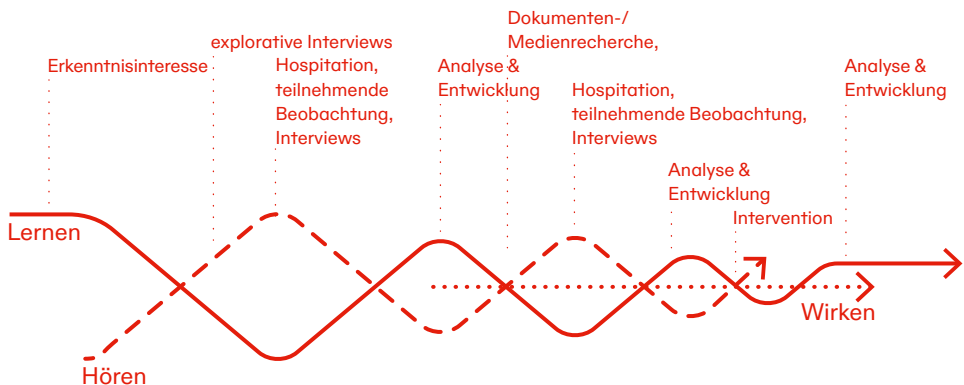 Erkenntnisinteresse
explorative Interviews
Hospitation,
teilnehmende
Beobachtung,
Interviews
Analyse &
Entwicklung
Dokumenten-/
Medienrecherche,
Hospitation,
teilnehmende Beobachtung,
Interviews
Analyse &
Entwicklung
Intervention
Analyse &
Entwicklung
Lernen
Hören
Wirken